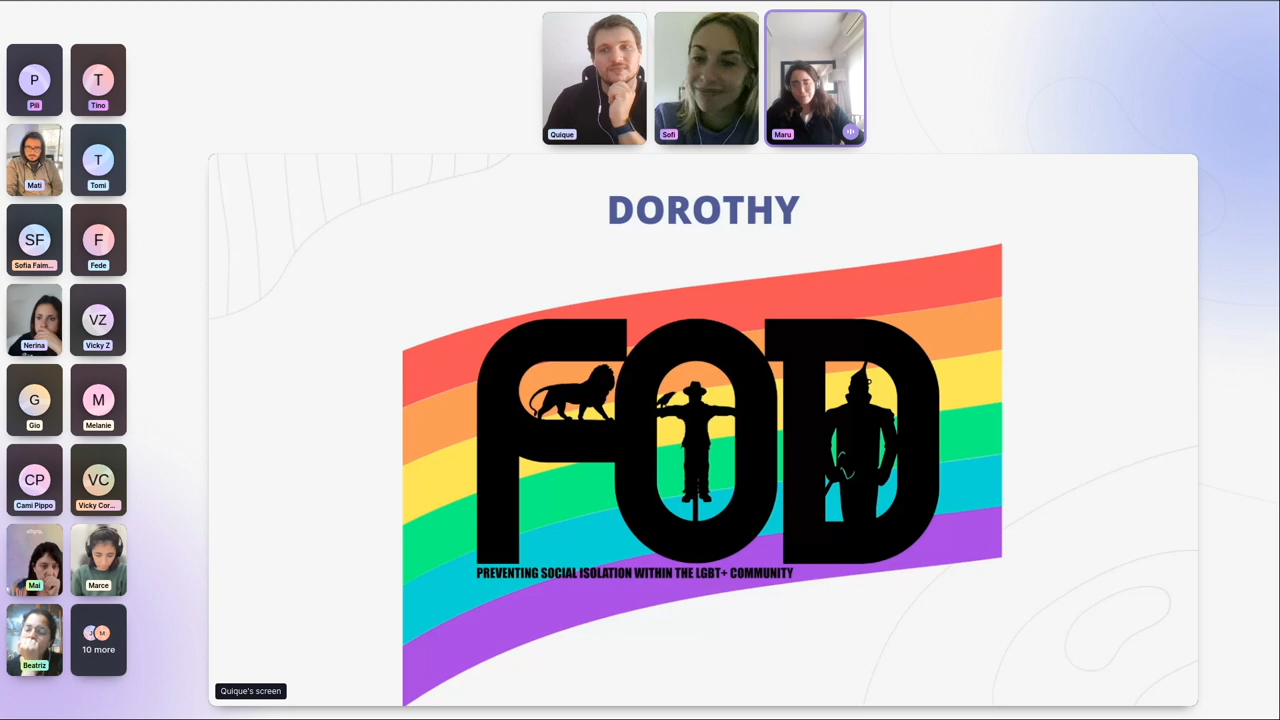 Quique
Sofi
Maru
P
Pili
T
Tino
Mati
T
Tomi
SF
Sofia Faim...
F
Fede
Nerina
VZ
Vicky Z
G
Gio
M
Melanie
CP
Cami Pippo
VC
Vicky Cor...
Mai
Marce
Beatriz
J M
10 more
DOROTHY
FOD
PREVENTING SOCIAL ISOLATION WITHIN THE LGBT+ COMMUNITY
Quique's screen